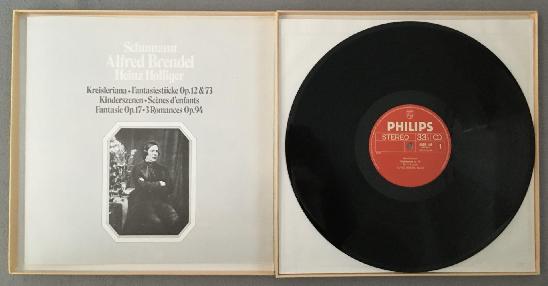 Schumann
Alfred Brendel
Heinz Holliger
Kreisleriana • Fantasiestücke Op.12 & 73
Kinderszenen • Scènes d'enfants
Fantasie Op.17 • 3 Romances Op.94
PHILIPS
STEREO 33⅓
1